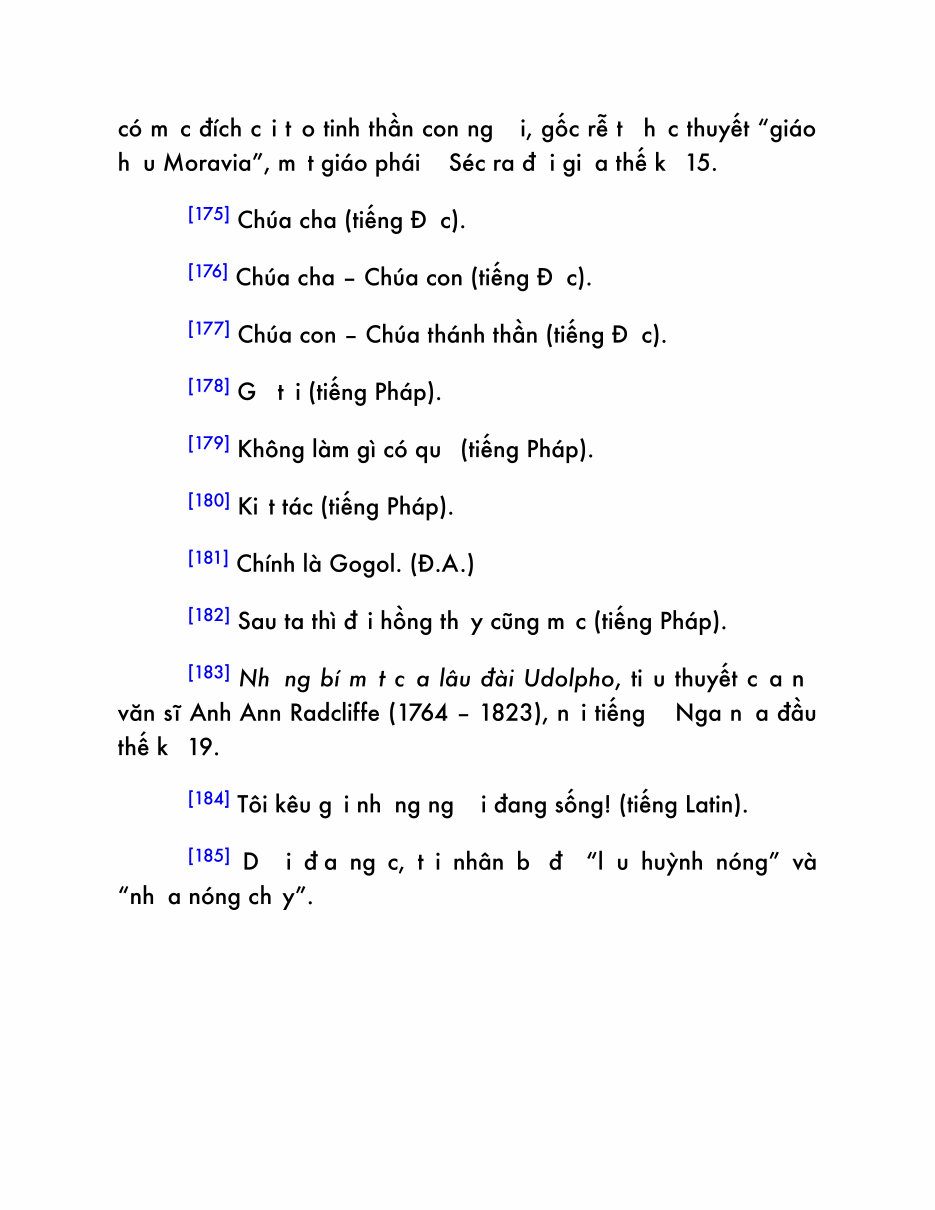 có m c đích c i t o tinh thần con ng i, gốc rễ t h c thuyết “giáo
h u Moravia”, m t giáo phái Séc ra đ i gi a thế k 15.
[175] Chúa cha (tiếng Đ c).
[176] Chúa cha – Chúa con (tiếng Đ c).
[177] Chúa con – Chúa thánh thần (tiếng Đ c).
[178] G t i (tiếng Pháp).
[179] Không làm gì có qu (tiếng Pháp).
[180] Ki t tác (tiếng Pháp).
[181] Chính là Gogol. (Đ.A.)
[182] Sau ta thì đ i hồng th y cũng m c (tiếng Pháp).
[183] Nh ng bí m t c a lâu đài Udolpho, ti u thuyết c a n
văn sĩ Anh Ann Radcliffe (1764 – 1823), n i tiếng Nga n a đầu
thế k 19.
[184] Tôi kêu g i nh ng ng i đang sống! (tiếng Latin).
[185] D i đ a ng c, t i nhân b đ “l u huỳnh nóng” và
“nh a nóng ch y”.